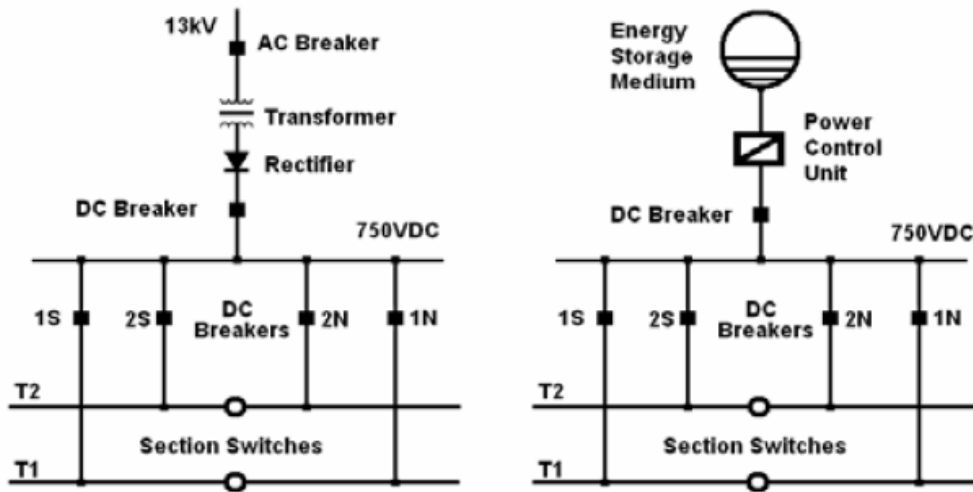 13kV
AC Breaker
Transformer
Rectifier
DC Breaker
750VDC
1S
2S
DC
Breakers
2N
1N
T2
Section Switches
T1
Energy
Storage
Medium
Power
Control
Unit
DC Breaker
750VDC
1S
2S
DC
Breakers
2N
1N
T2
Section Switches
T1